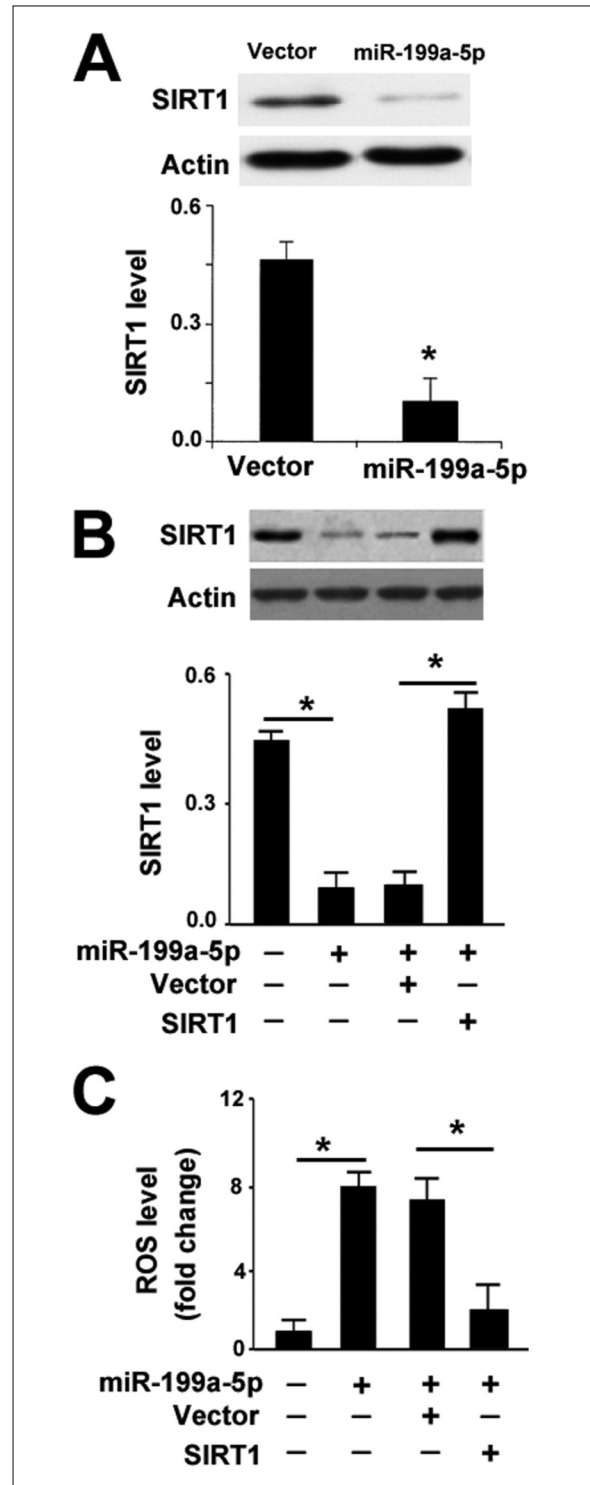 A
Vector miR-199a-5p
SIRT1
Actin
0.6
0.3
0.0
SIRT1 level
*
Vector miR-199a-5p
B
SIRT1
Actin
0.6
0.3
0.0
SIRT1 level
* *
miR-199a-5p – + + +
Vector – – + –
SIRT1 – – – +
C
12
8
4
0
ROS level
(fold change)
* *
miR-199a-5p – + + +
Vector – – + –
SIRT1 – – – +